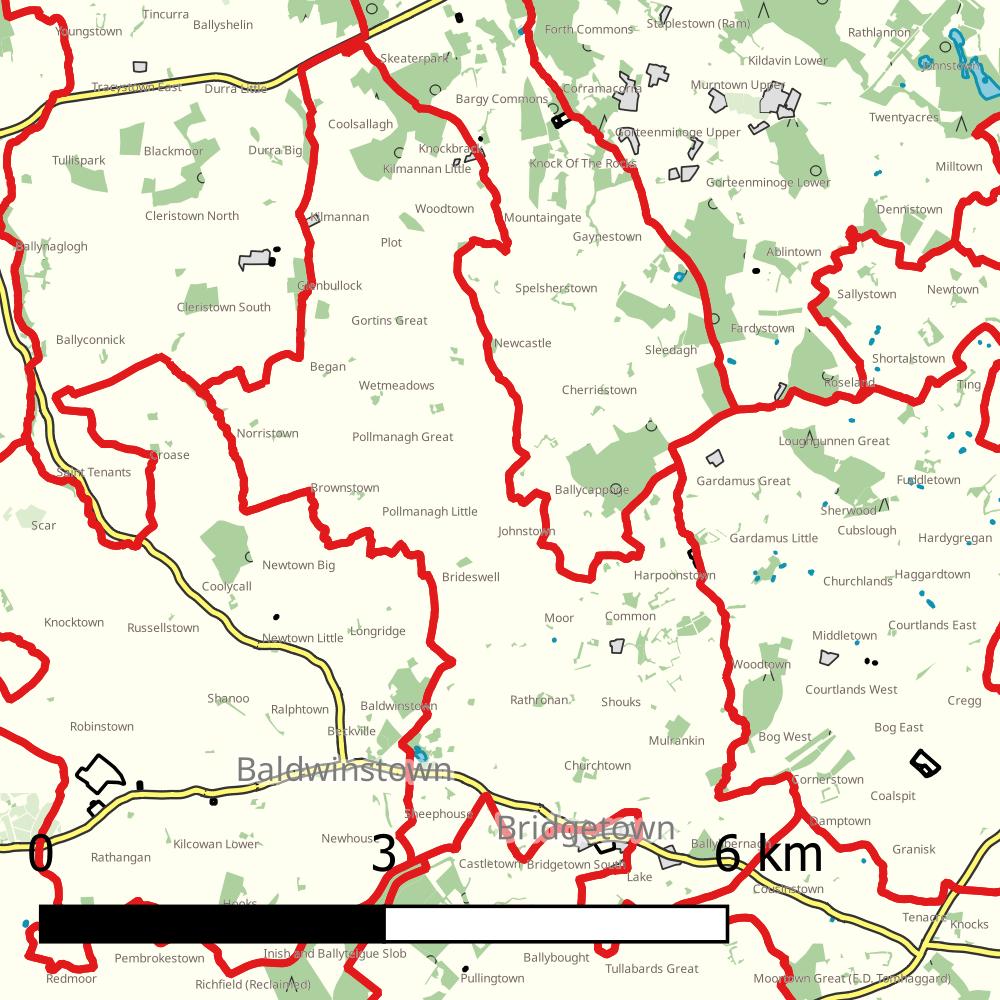 Tincurra
Ballyshelin
Youngstown
Forth Commons
Staplestown (Ram)
Rathlannon
Skeaterpark
Kildavin Lower
Johnstown
Tracystown East
Durra Little
Bargy Commons
Corramacorra
Murntown Upper
Twentyacres
Coolsallagh
Gorteenminoge Upper
Tullispark
Blackmoor
Durra Big
Knockbrack
Kilmannan Little
Knock Of The Rocks
Milltown
Gorteenminoge Lower
Cleristown North
Kilmannan
Woodtown
Mountaingate
Dennistown
Ballynaglogh
Plot
Gaynestown
Ablintown
Glenbullock
Spelsherstown
Sallystown
Newtown
Cleristown South
Gortins Great
Fardystown
Ballyconnick
Newcastle
Sleedagh
Shortalstown
Began
Wetmeadows
Cherriestown
Roseland
Ting
Norristown
Pollmanagh Great
Loughgunnen Great
Croase
Saint Tenants
Brownstown
Ballycappoge
Gardamus Great
Fuddletown
Scar
Pollmanagh Little
Johnstown
Sherwood
Cubslough
Gardamus Little
Hardygregan
Newtown Big
Coolycall
Brideswell
Harpoonstown
Churchlands
Haggardtown
Knocktown
Russellstown
Newtown Little
Longridge
Moor
Common
Middletown
Courtlands East
Woodtown
Shanoo
Ralphtown
Baldwinstown
Rathronan
Shouks
Courtlands West
Cregg
Robinstown
Beckville
Mulrankin
Bog West
Bog East
Baldwinstown
Churchtown
Cornerstown
Coalspit
Sheephouse
Bridgetown
Damptown
Newhouse
Kilcowan Lower
Rathangan
Castletown
Bridgetown South
Lake
Ballyhernagh
Granisk
0 3 6 km
Cousinstown
Hooks
Tenacre
Knocks
Pembrokestown
Inish and Ballyteigue Slob
Ballybought
Tullabards Great
Redmoor
Richfield (Reclaimed)
Pullingtown
Moortown Great (E.D. Tomhaggard)